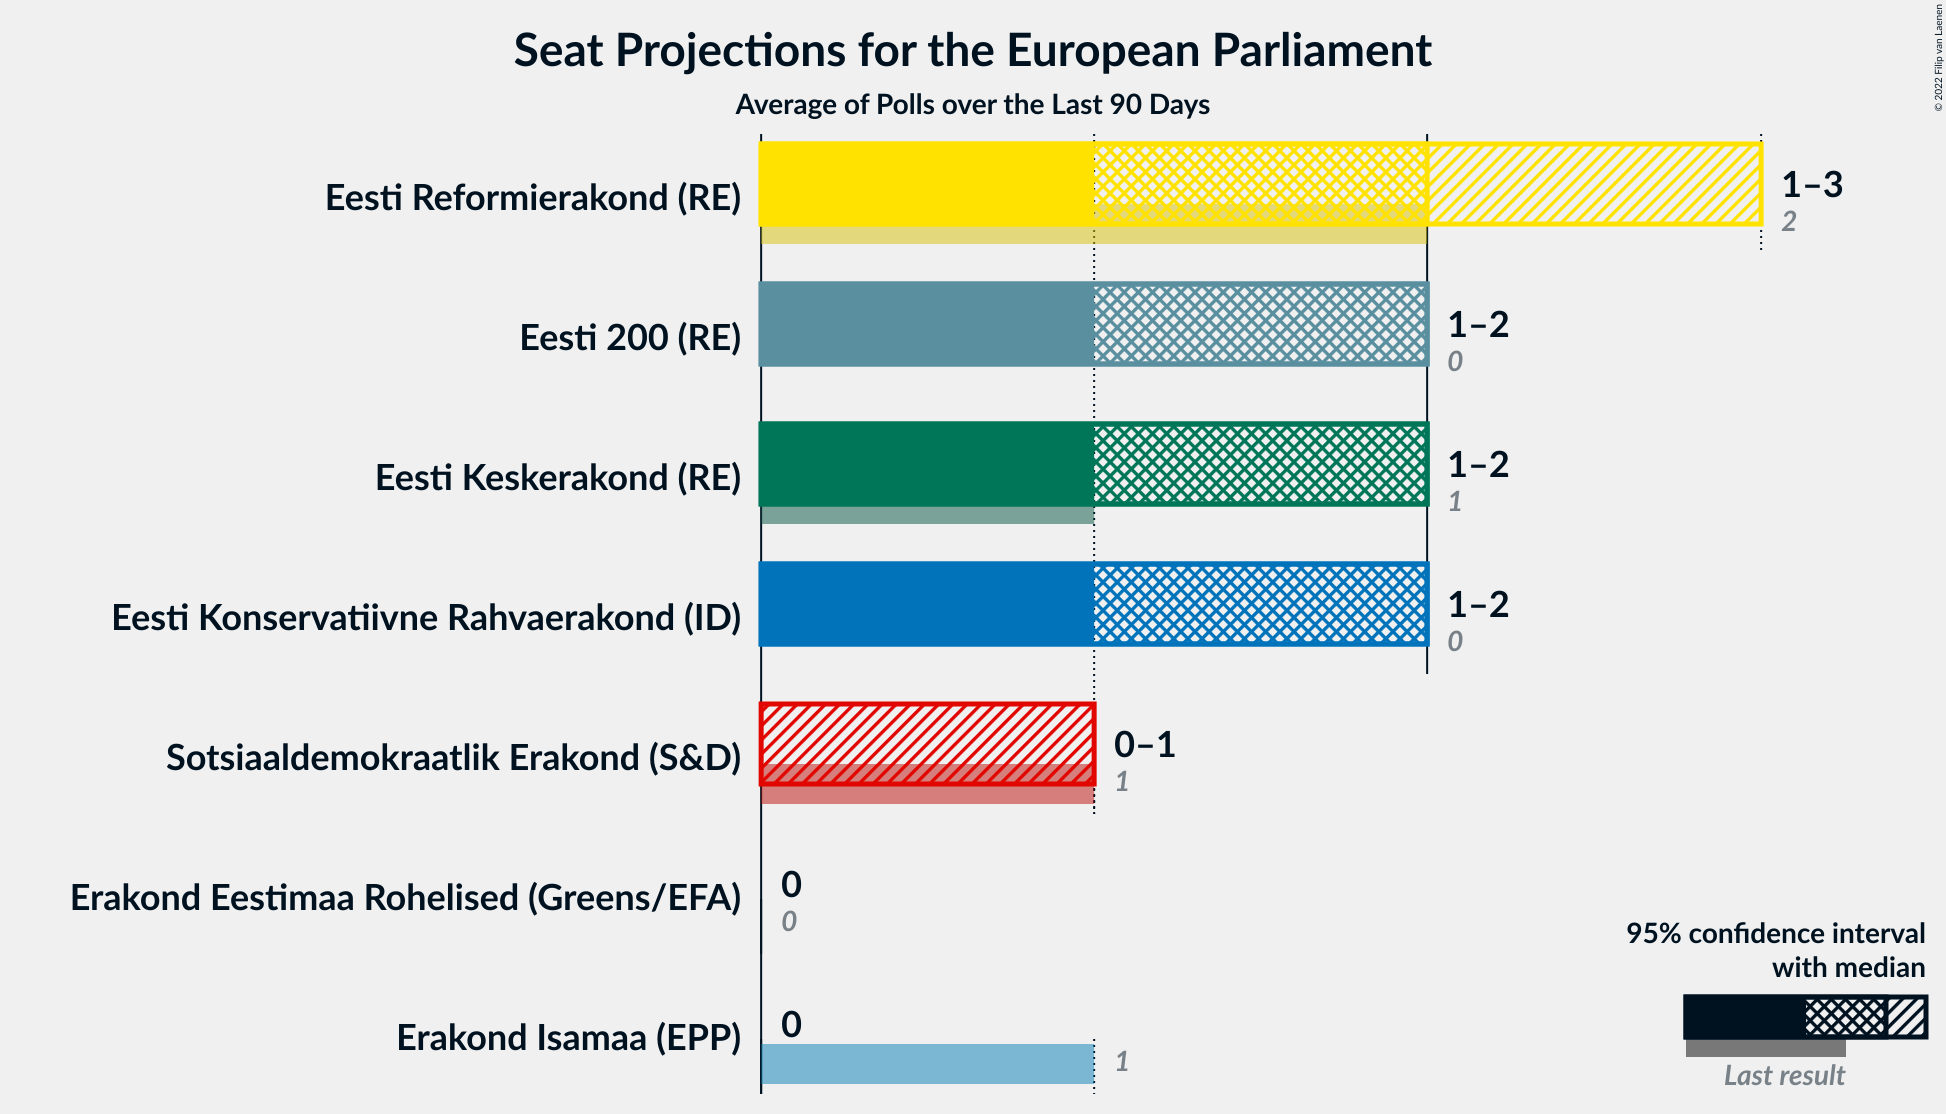 Seat Projections for the European Parliament
Average of Polls over the Last 90 Days
© 2022 Filip van Laenen
Eesti Reformierakond (RE)
1–3
2
Eesti 200 (RE)
1–2
0
Eesti Keskerakond (RE)
1–2
1
Eesti Konservatiivne Rahvaerakond (ID)
1–2
0
Sotsiaaldemokraatlik Erakond (S&D)
0–1
1
Erakond Eestimaa Rohelised (Greens/EFA)
0
0
Erakond Isamaa (EPP)
0
1
95% confidence interval
with median
Last result